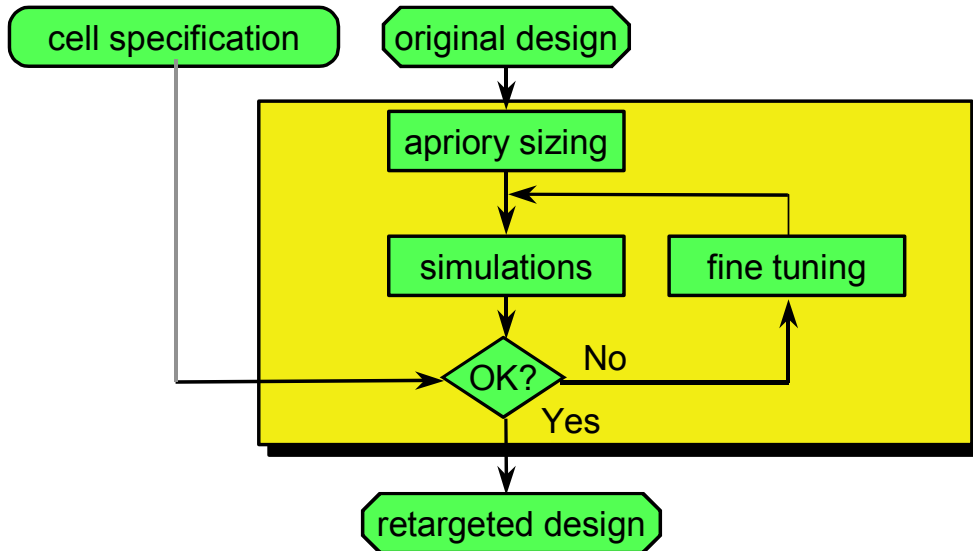 cell specification
original design
apriory sizing
simulations
fine tuning
OK?
No
Yes
retargeted design